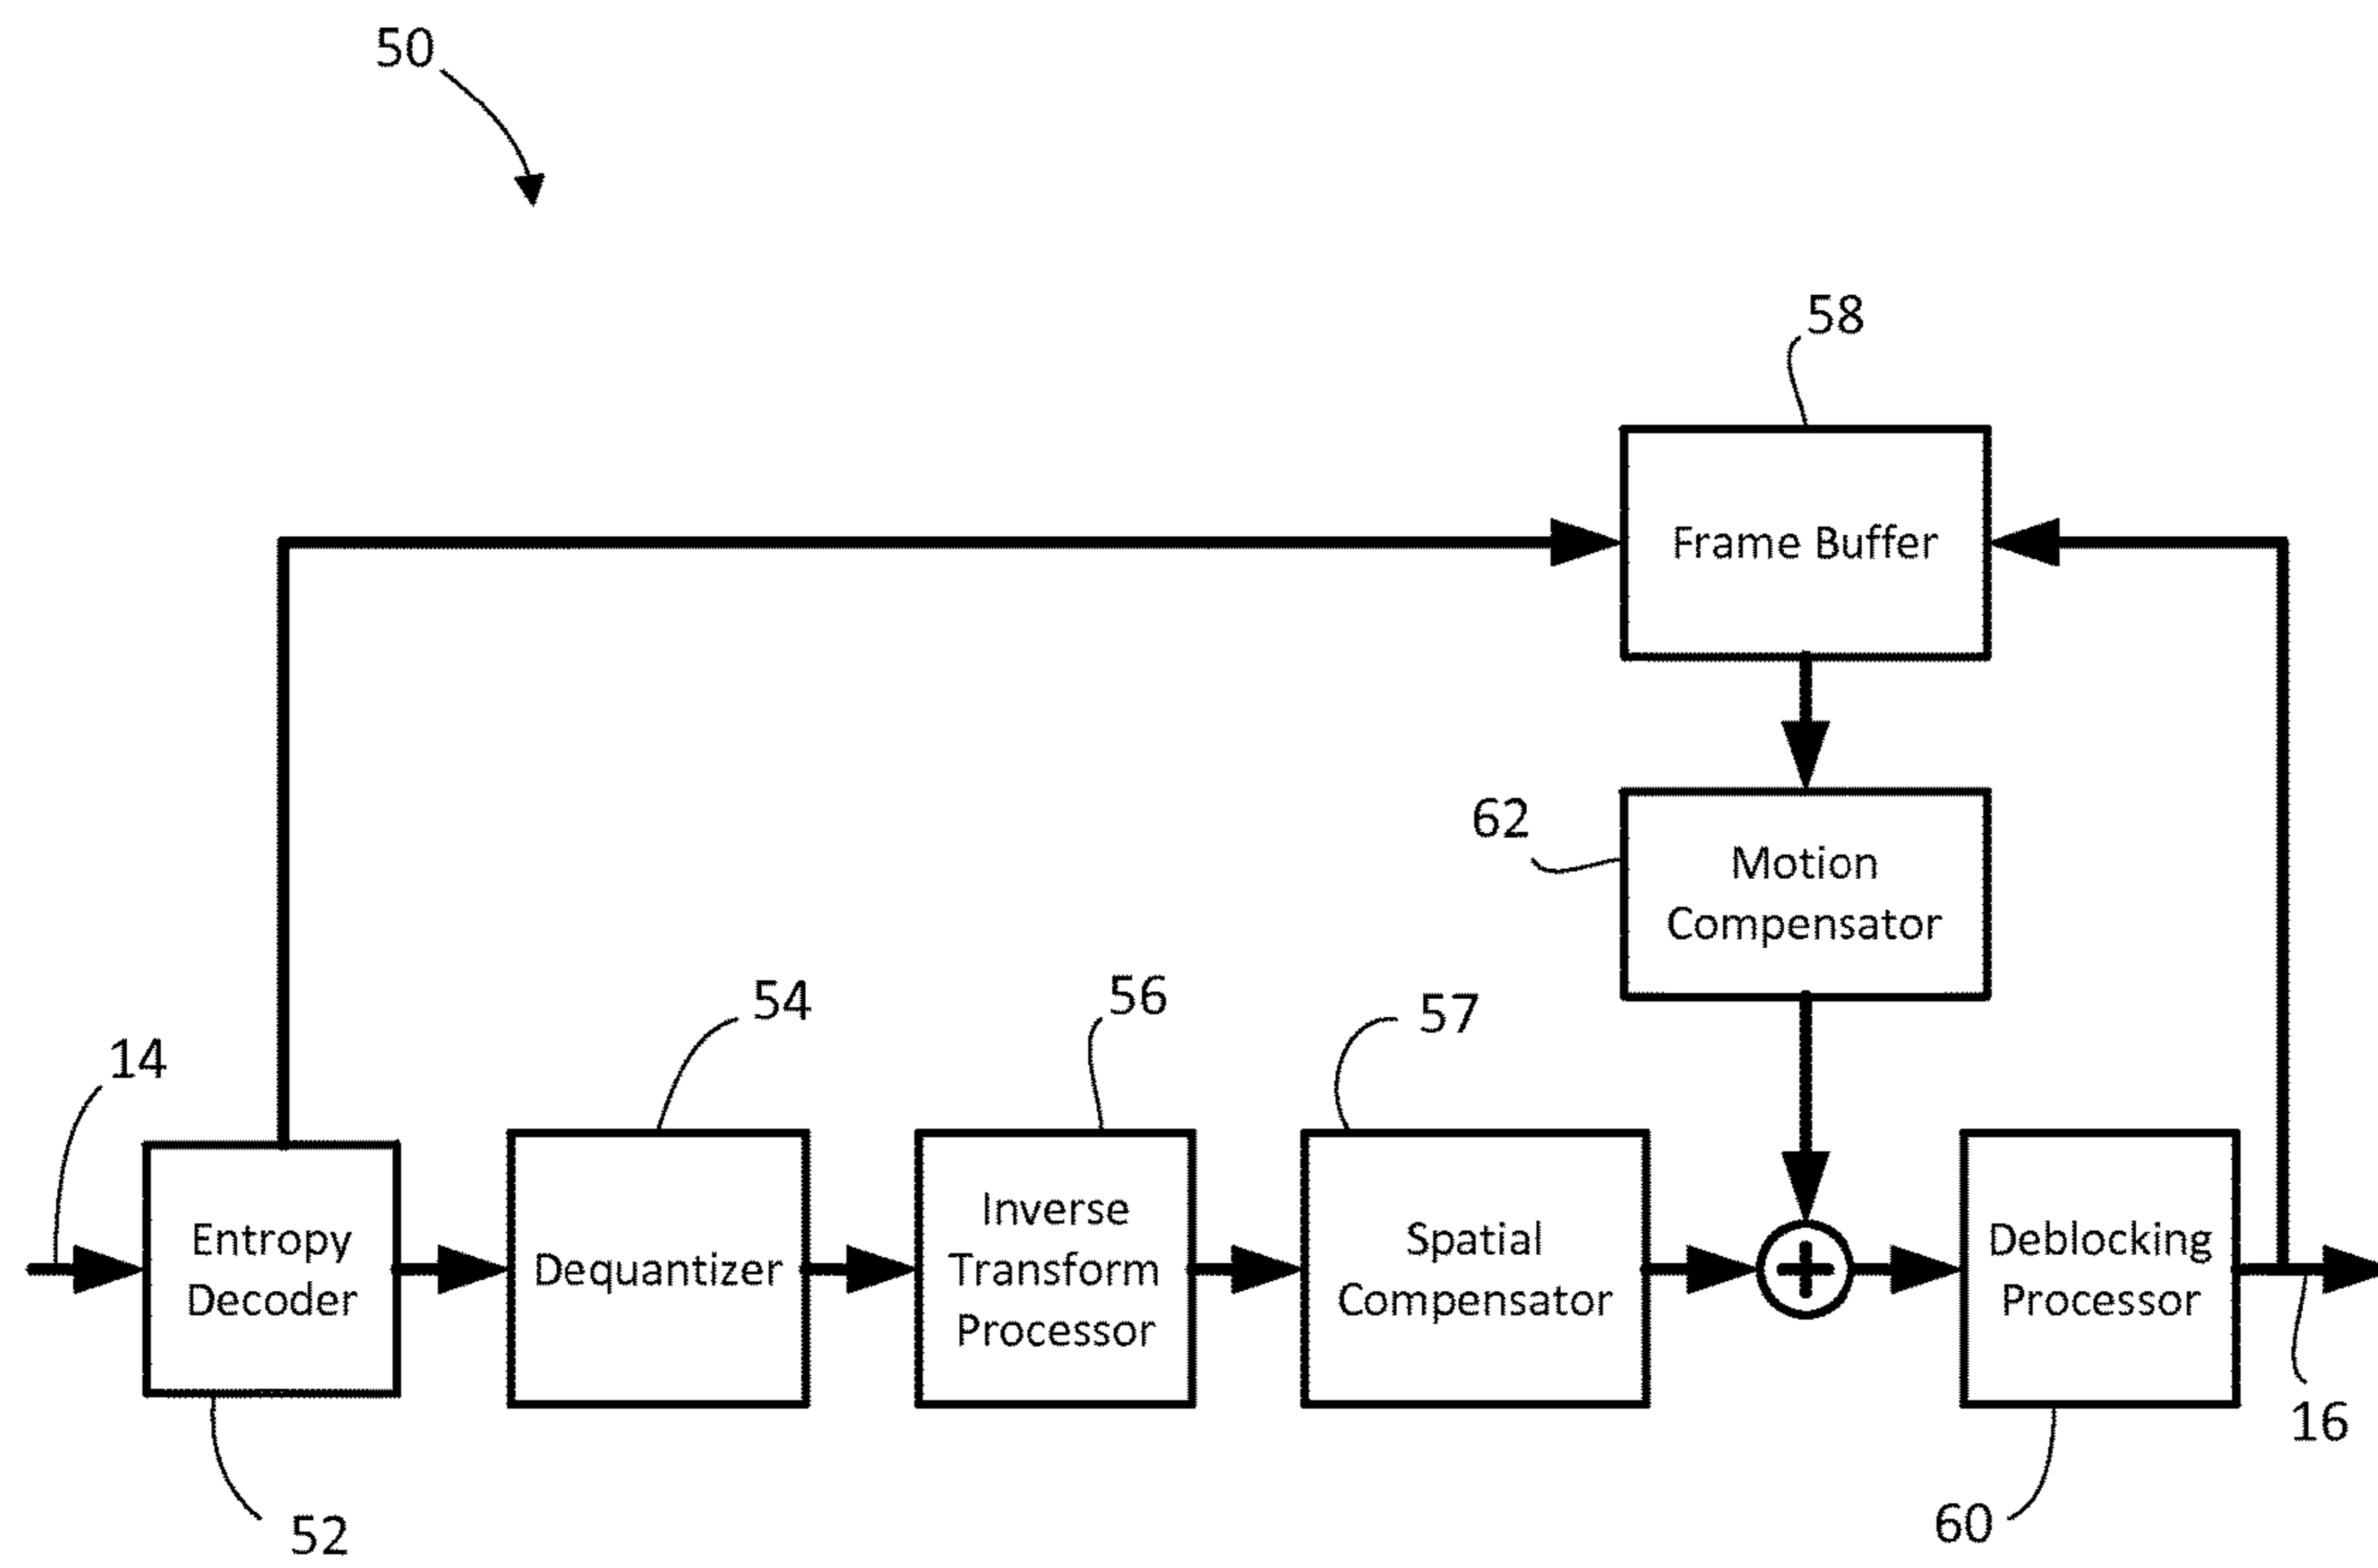 50
58
Frame Buffer
62
Motion
Compensator
54
56
57
14
Entropy
Decoder
Dequantizer
Inverse
Transform
Processor
Spatial
Compensator
Deblocking
Processor
16
52
60